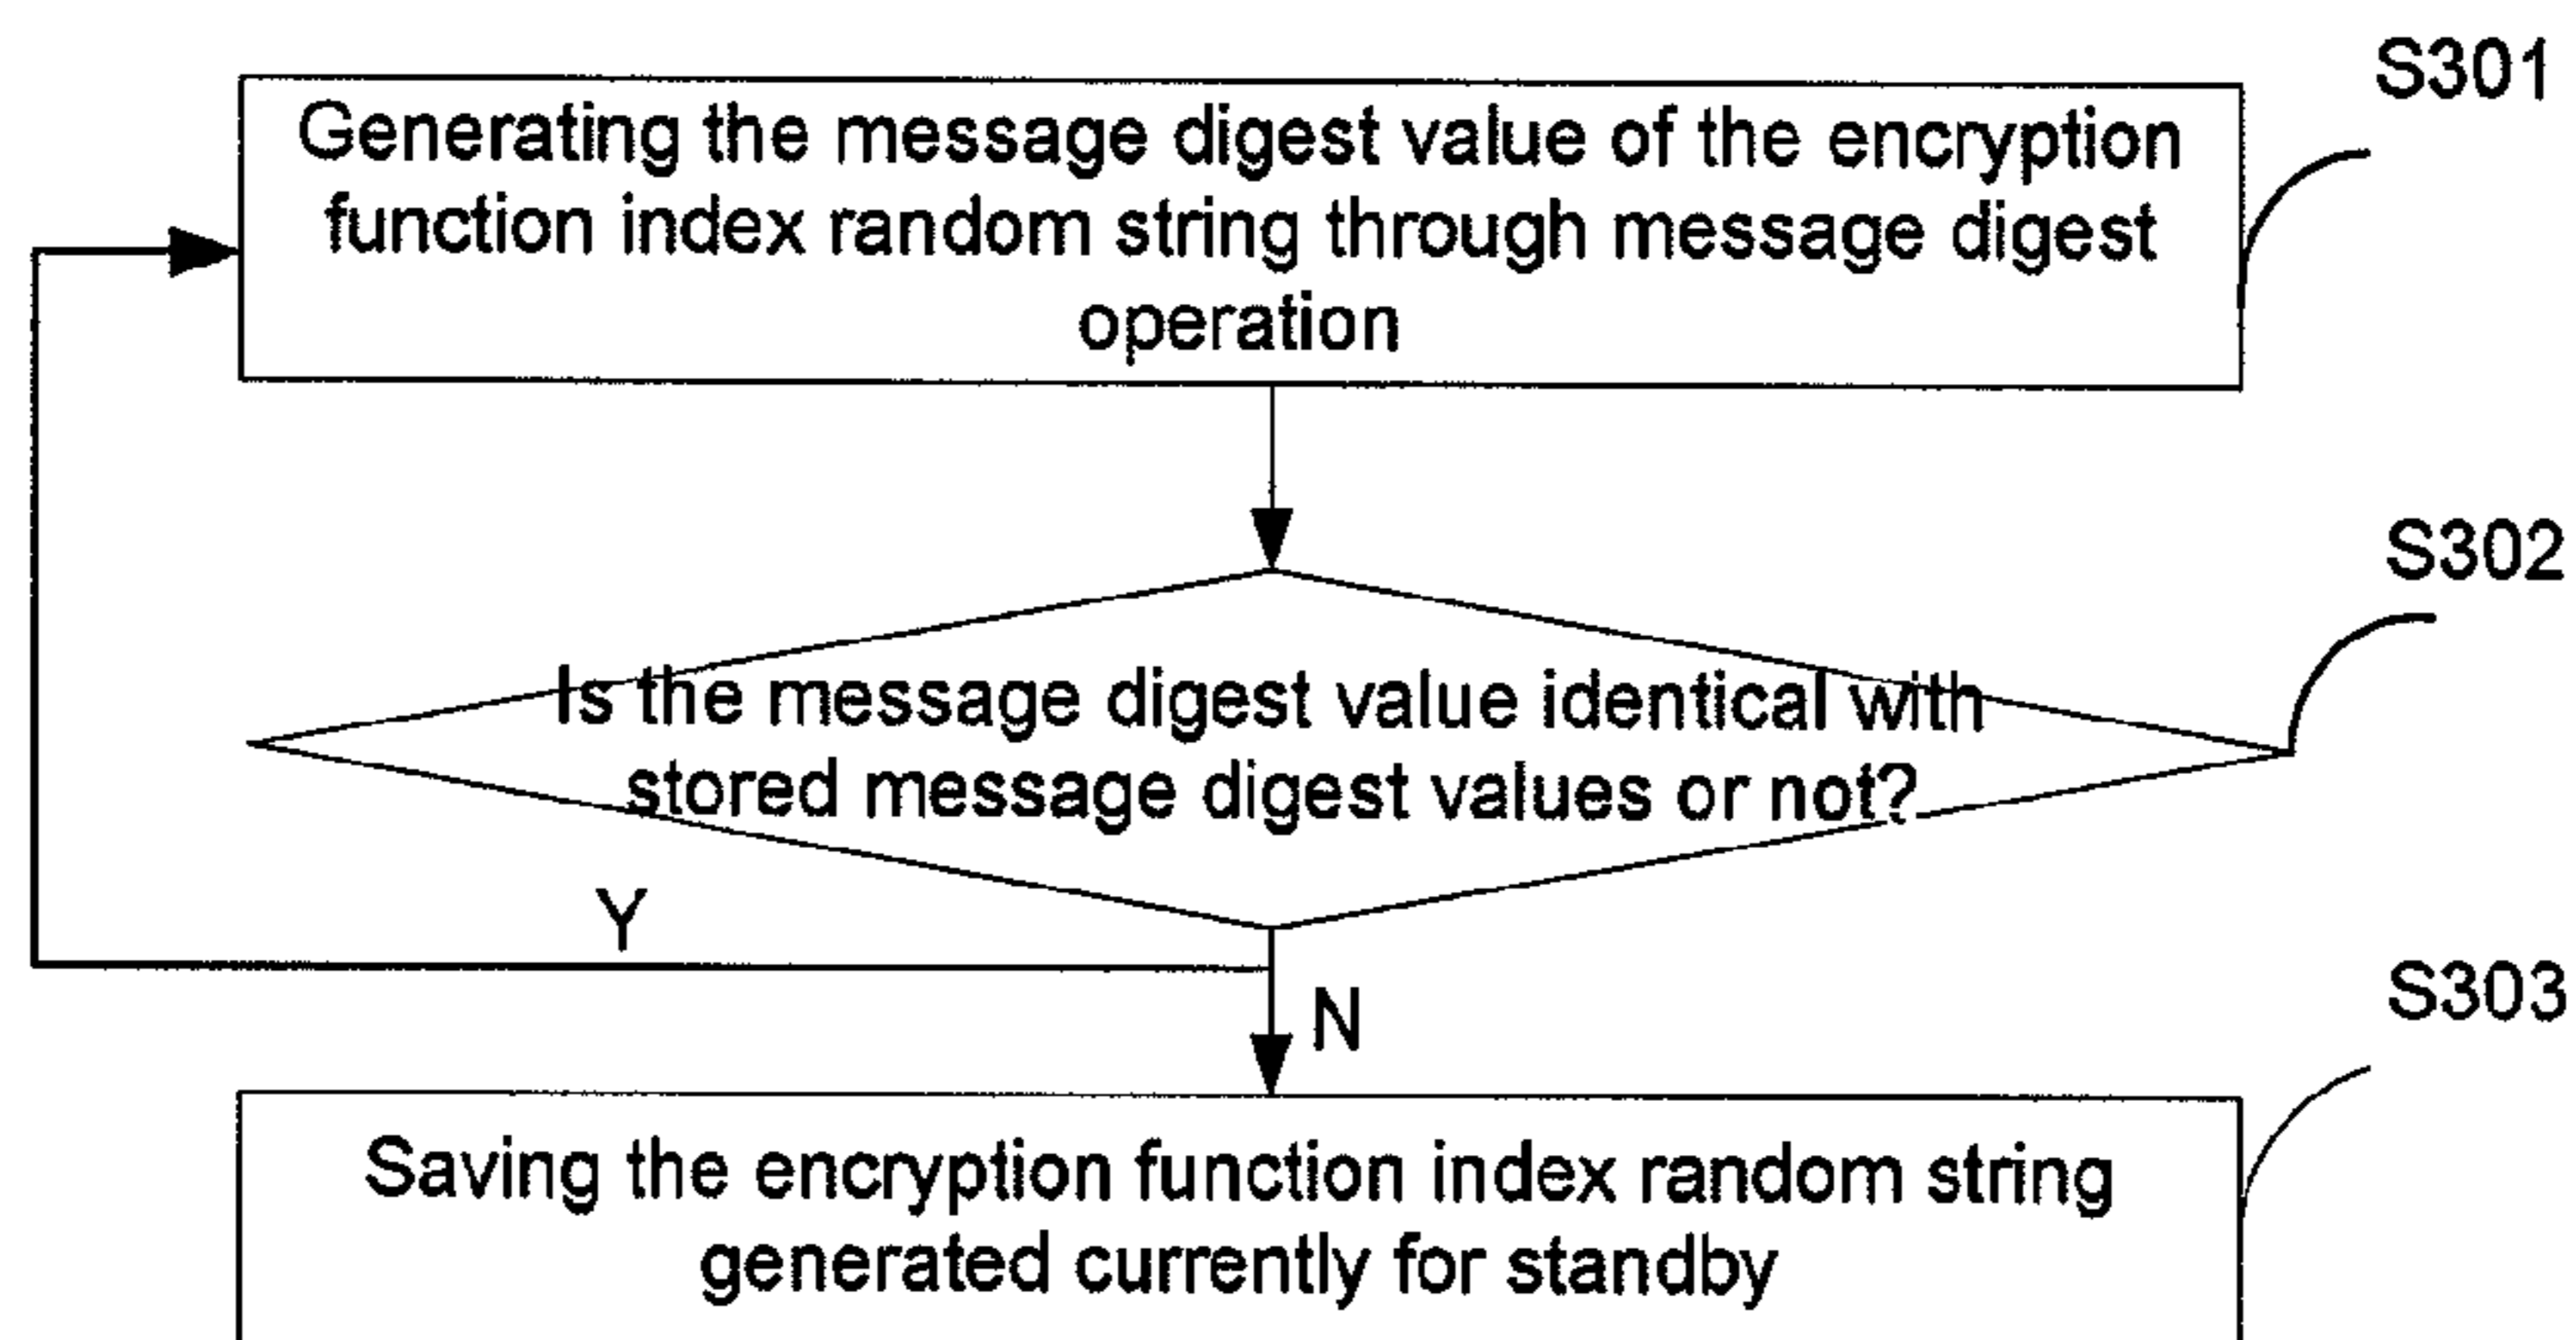 S301
Generating the message digest value of the encryption
function index random string through message digest
operation
S302
Is the message digest value identical with
stored message digest values or not?
Y
N
S303
Saving the encryption function index random string
generated currently for standby